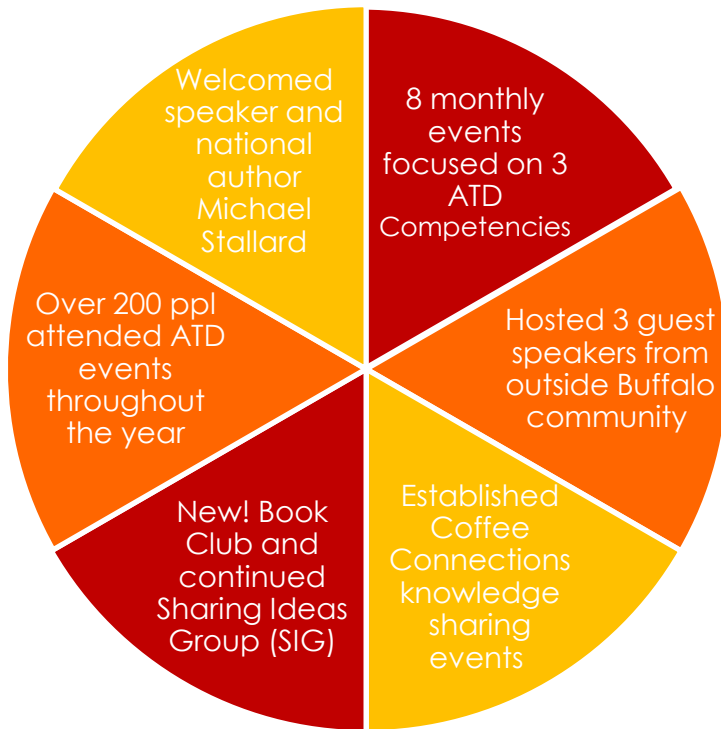 8 monthly
events
focused on 3
ATD
Competencies
Hosted 3 guest
speakers from
outside Buffalo
community
Established
Coffee
Connections
knowledge
sharing
events
New! Book
Club and
continued
Sharing Ideas
Group (SIG)
Over 200 ppl
attended ATD
events
throughout
the year
Welcomed
speaker and
national
author
Michael
Stallard